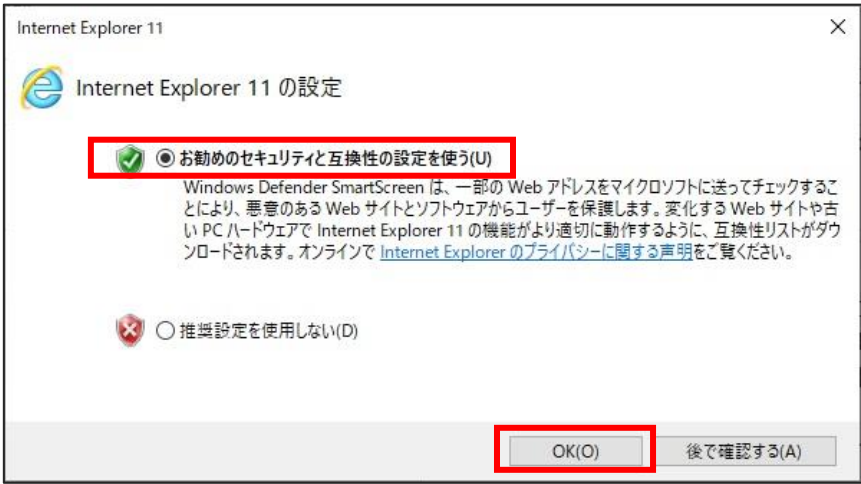 Internet Explorer 11
Internet Explorer 11 の設定
お勧めのセキュリティと互換性の設定を使う(U)
Windows Defender SmartScreen は、一部の Web アドレスをマイクロソフトに送ってチェックするこ
とにより、悪意のある Web サイトとソフトウェアからユーザーを保護します。変化する Web サイトや古
い PC ハードウェアで Internet Explorer 11 の機能がより適切に動作するように、互換性リストがダウ
ンロードされます。オンラインで Internet Explorer のプライバシーに関する声明をご覧ください。
推奨設定を使用しない(D)
OK(O)
後で確認する(A)